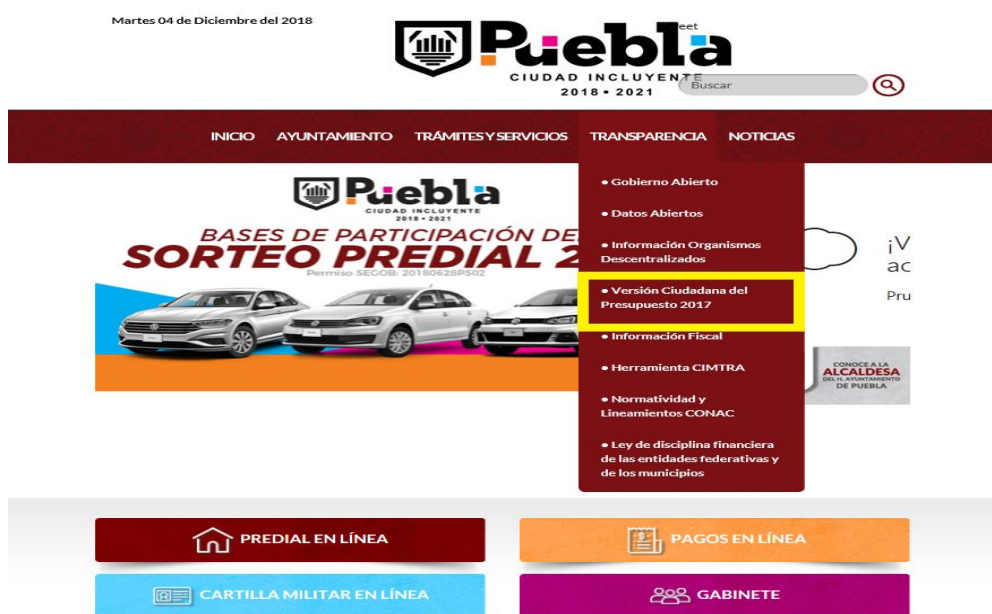 Martes 04 de Diciembre del 2018
Puebla
CIUDAD INCLUYENTE
2018 • 2021
Buscar
INICIO AYUNTAMIENTO TRÁMITES Y SERVICIOS TRANSPARENCIA NOTICIAS
• Gobierno Abierto
• Datos Abiertos
• Información Organismos
Descentralizados
• Versión Ciudadana del
Presupuesto 2017
• Información Fiscal
• Herramienta CIMTRA
• Normatividad y
Lineamientos CONAC
• Ley de disciplina financiera
de las entidades federativas y
de los municipios
Puebla
CIUDAD INCLUYENTE
2018 • 2021
BASES DE PARTICIPACIÓN DE
SORTEO PREDIAL 2
Permiso SEGOB: 20180628PS02
¡V
ac
Pru
CONOCE A LA
ALCALDESA
DEL H. AYUNTAMIENTO
DE PUEBLA
PREDIAL EN LÍNEA
PAGOS EN LÍNEA
CARTILLA MILITAR EN LÍNEA
GABINETE